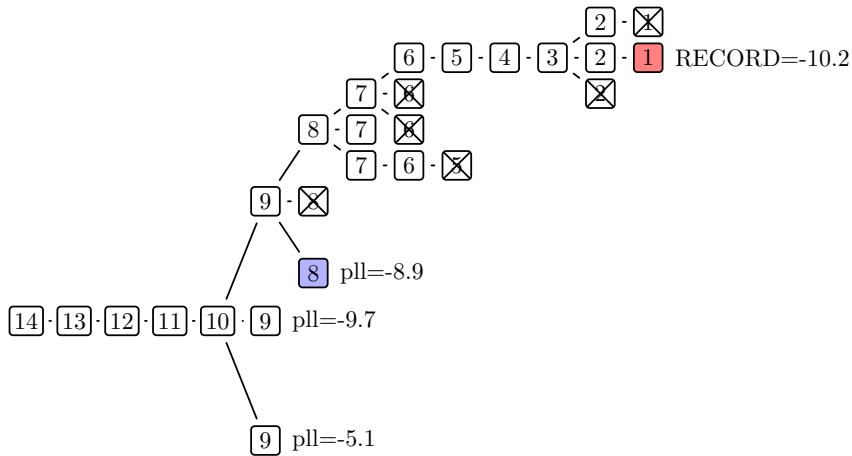 2 1
6 5 4 3 2 1 RECORD=-10.2
7 6 2
8 7 6
7 6 5
9 8
8 pll=-8.9
14 13 12 11 10 9 pll=-9.7
9 pll=-5.1